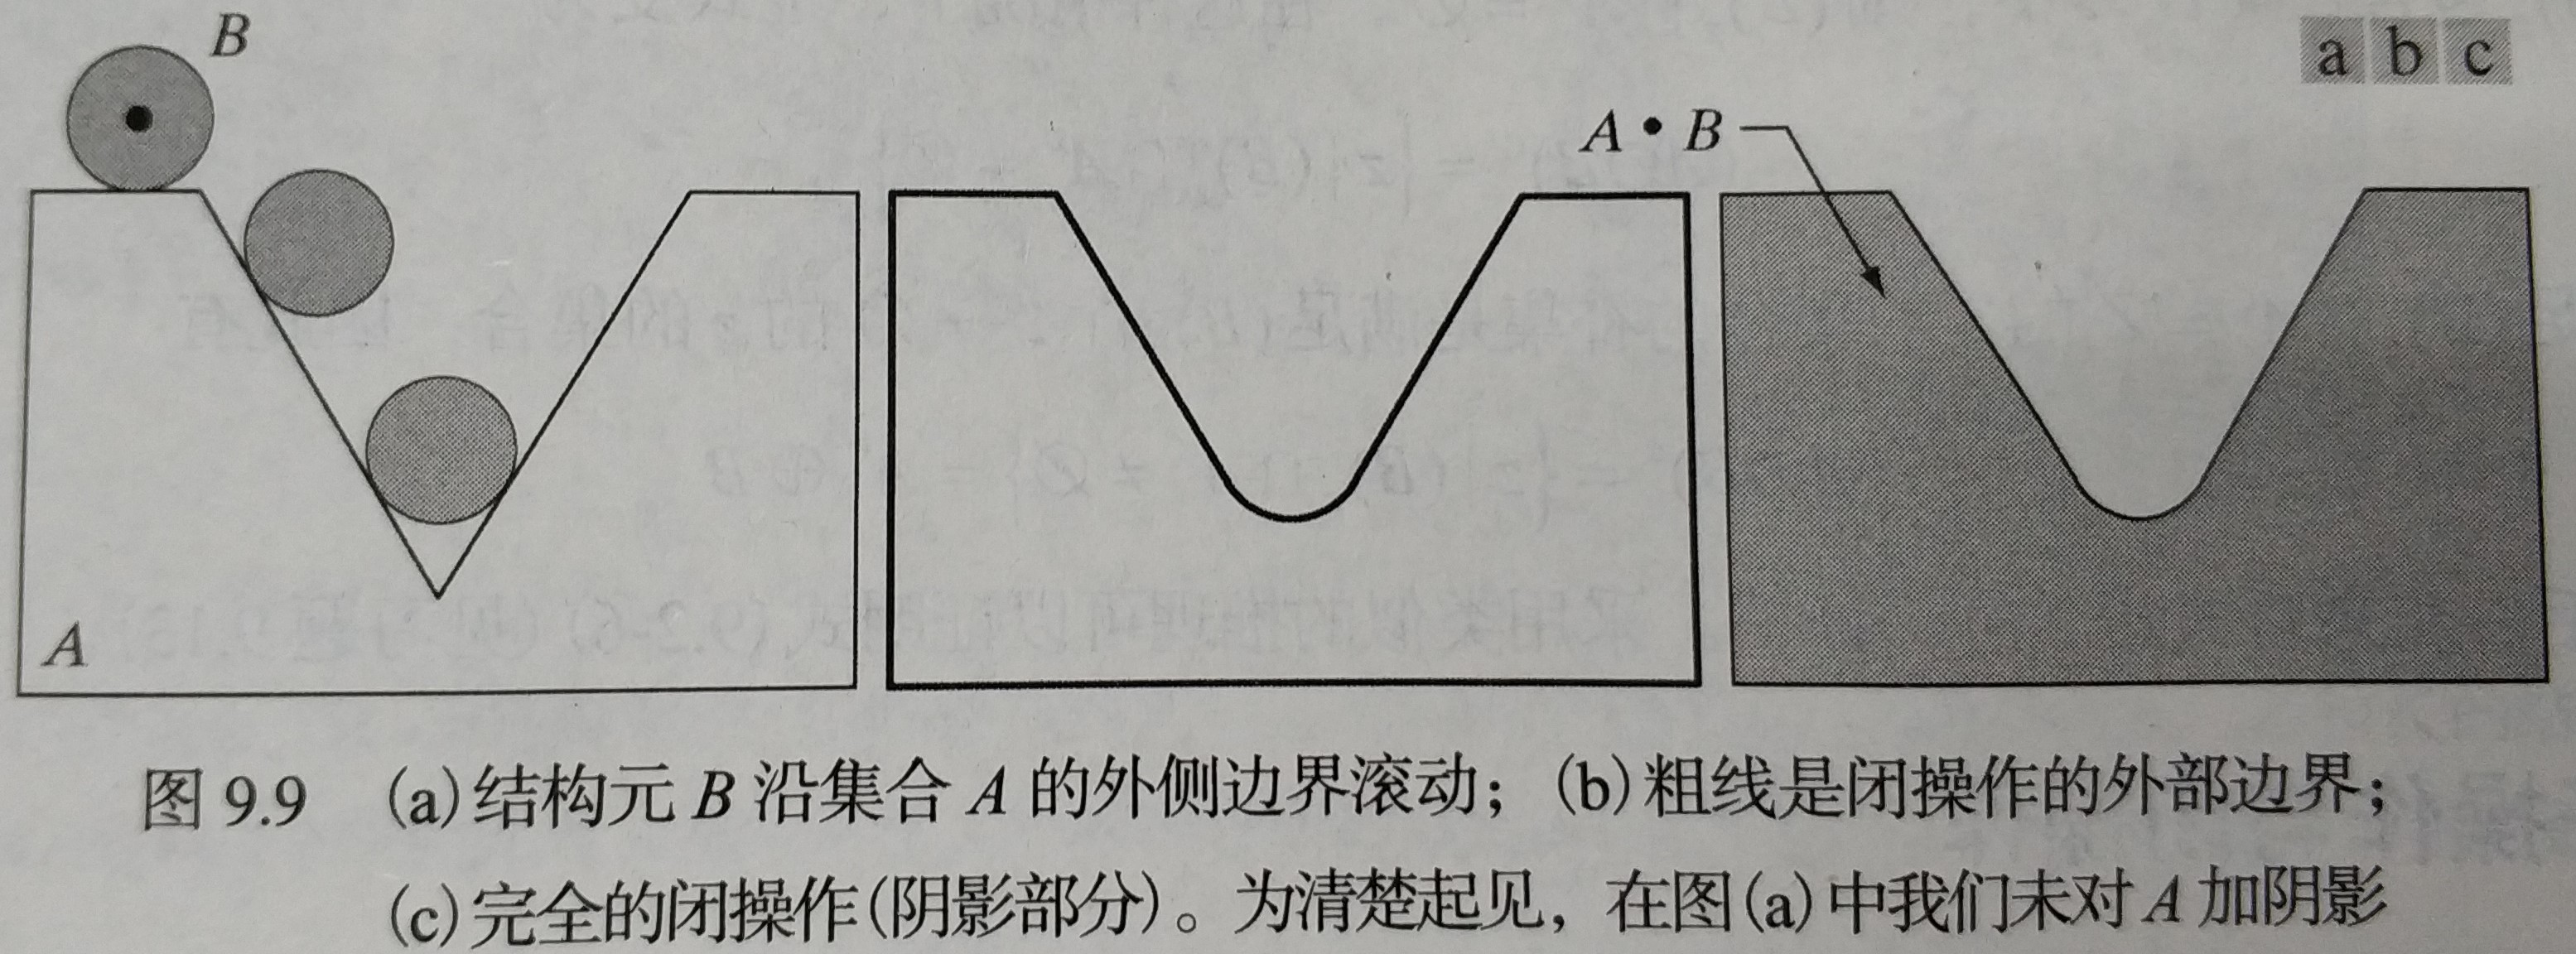 B
a b c
A • B
A
图 9.9 (a)结构元 B 沿集合 A 的外侧边界滚动；(b)粗线是闭操作的外部边界；
(c)完全的闭操作(阴影部分)。为清楚起见，在图(a)中我们未对 A 加阴影